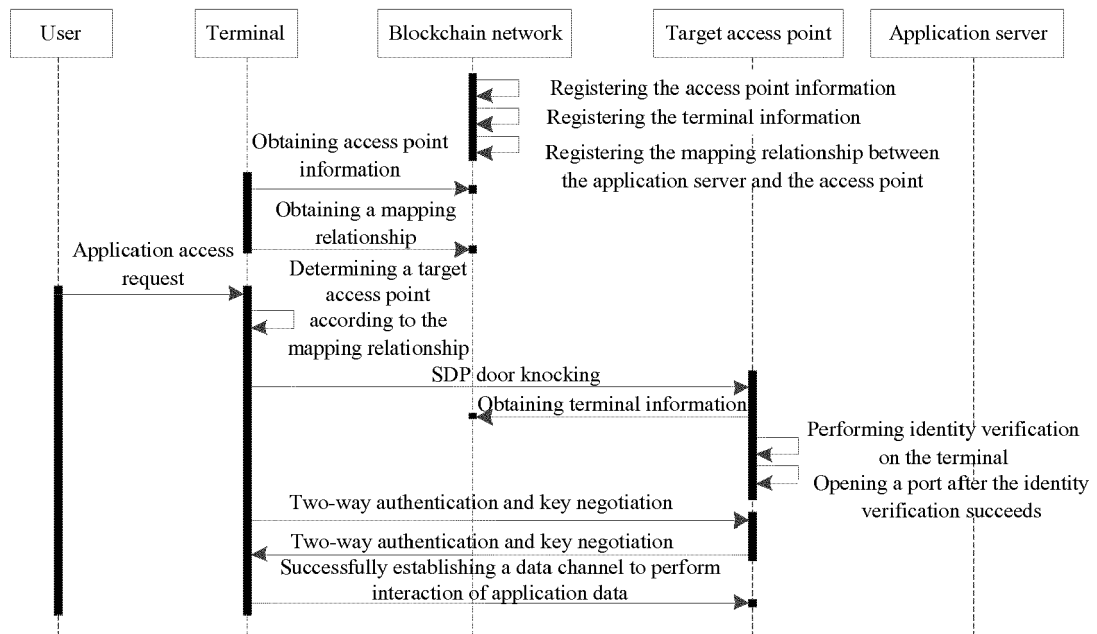 User
Terminal
Blockchain network
Target access point
Application server
Registering the access point information
Registering the terminal information
Registering the mapping relationship between
the application server and the access point
Obtaining access point
information
Obtaining a mapping
relationship
Application access
request
Determining a target
access point
according to the
mapping relationship
SDP door knocking
Obtaining terminal information
Performing identity verification
on the terminal
Opening a port after the identity
verification succeeds
Two-way authentication and key negotiation
Two-way authentication and key negotiation
Successfully establishing a data channel to perform
interaction of application data